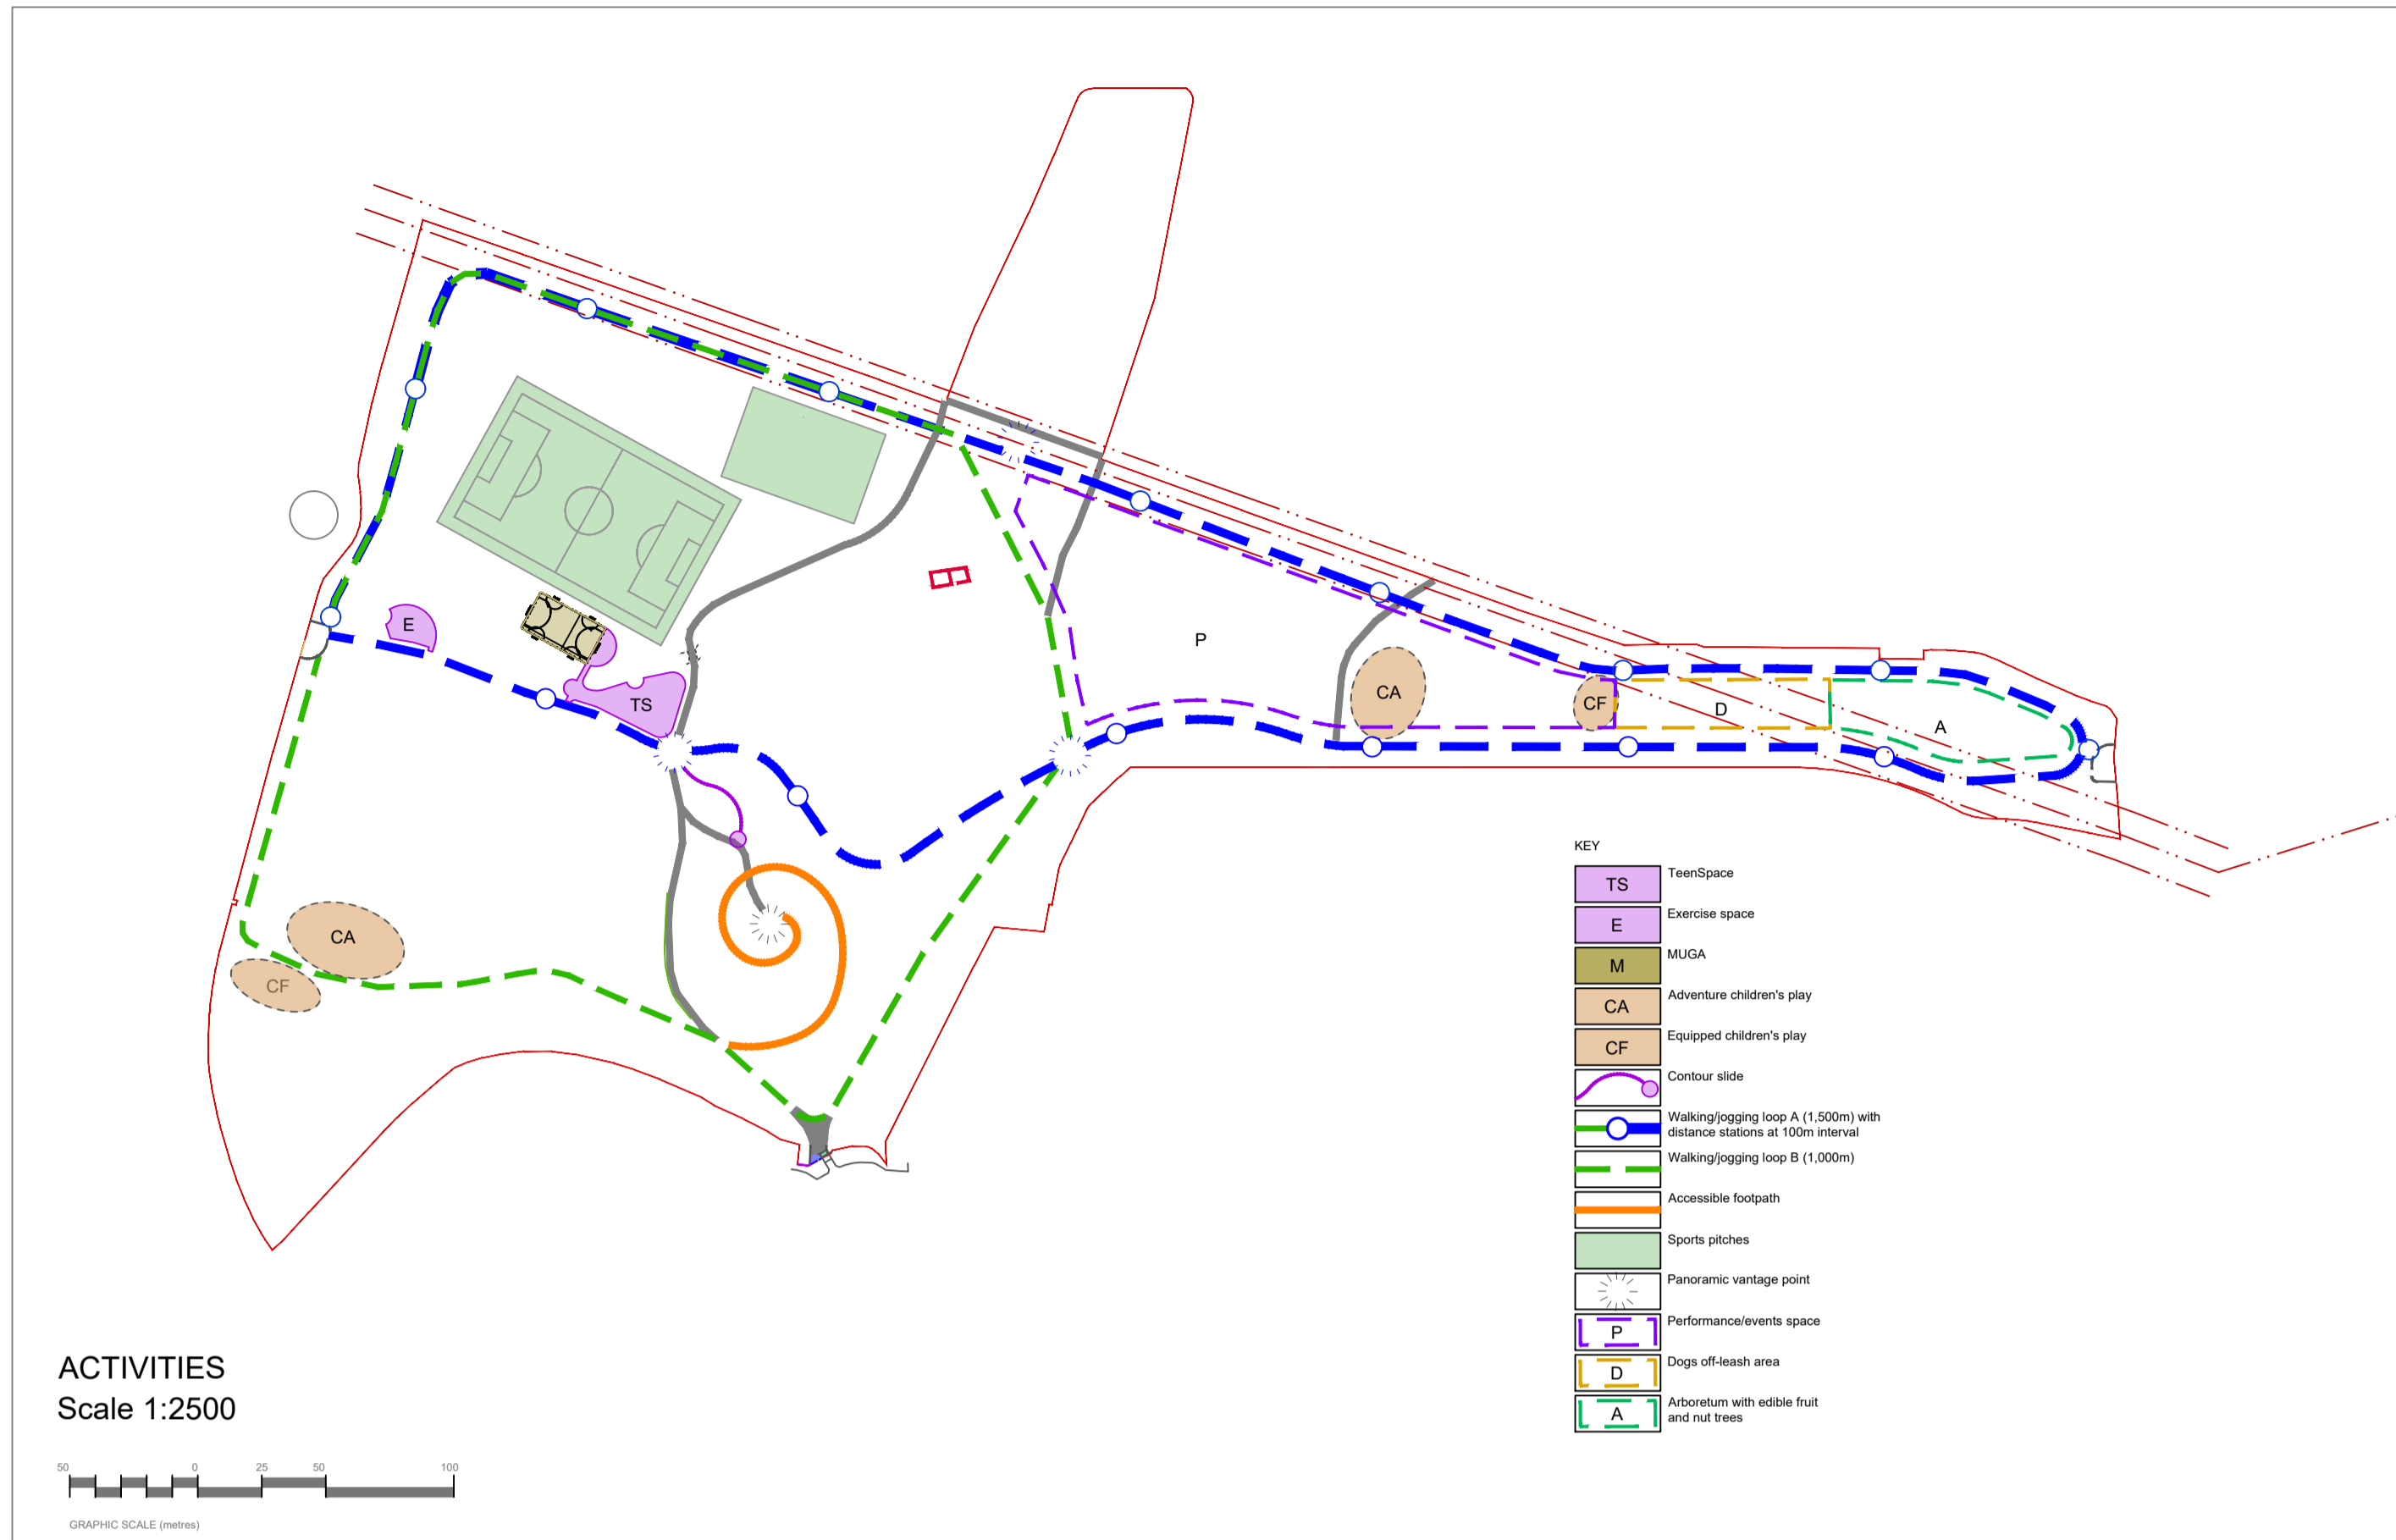 E
TS
P
CA
CF
D
A
CA
CF
KEY
TS TeenSpace
E Exercise space
M MUGA
CA Adventure children's play
CF Equipped children's play
Contour slide
Walking/jogging loop A (1,500m) with
distance stations at 100m interval
Walking/jogging loop B (1,000m)
Accessible footpath
Sports pitches
Panoramic vantage point
P Performance/events space
D Dogs off-leash area
A Arboretum with edible fruit
and nut trees
ACTIVITIES
Scale 1:2500
50 0 25 50 100
GRAPHIC SCALE (metres)